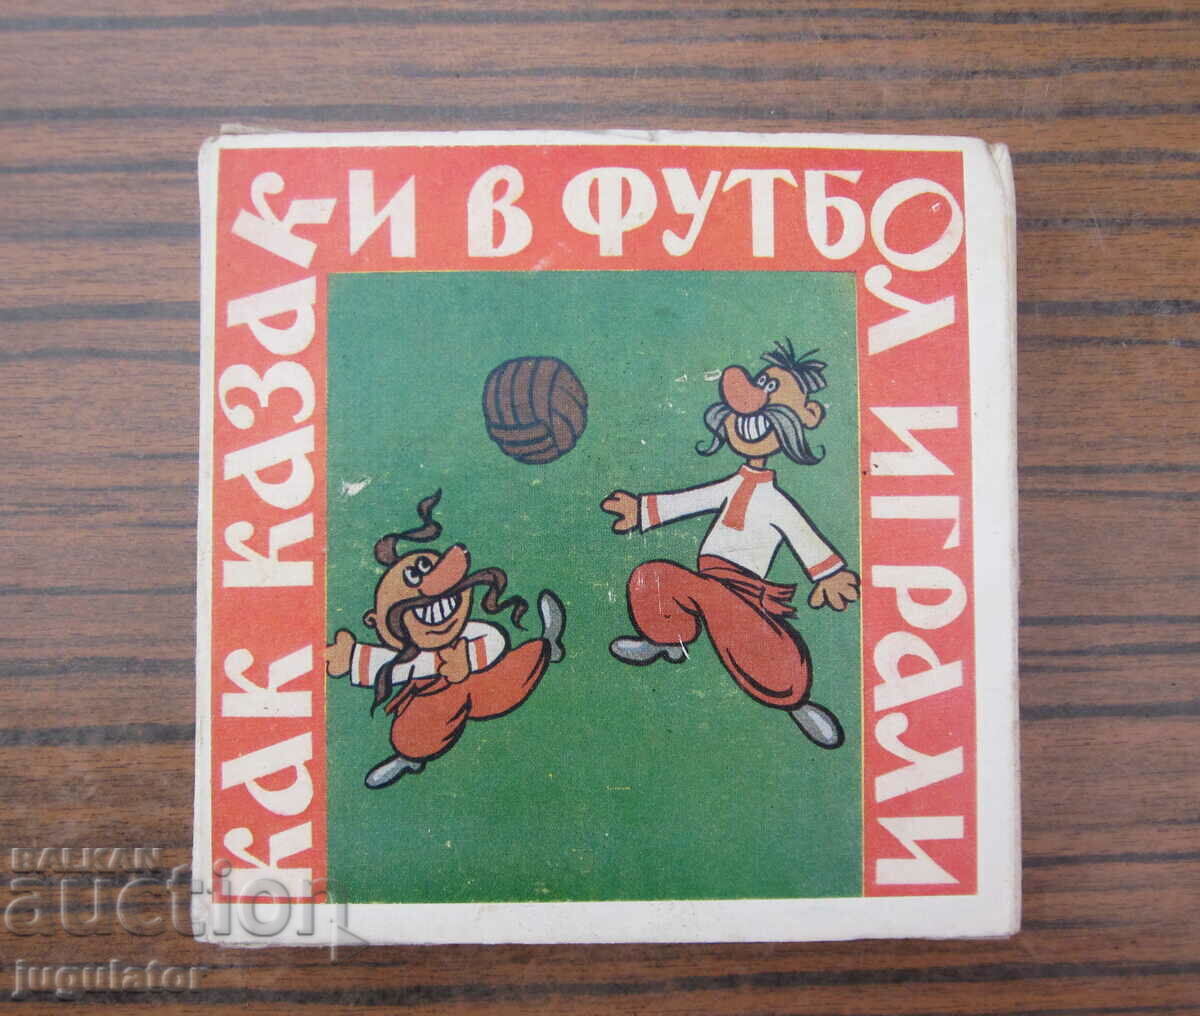 КАК КАЗАКИ В ФУТБОЛ ИГРАЛИ
BALKAN
auction
jugulator